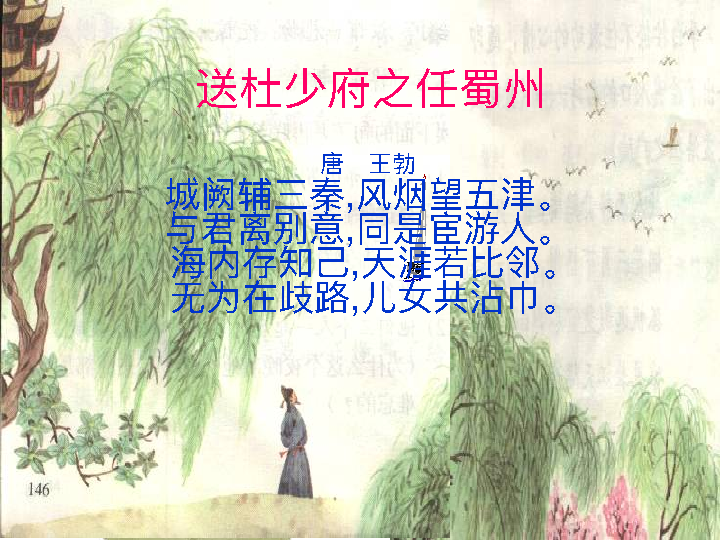 送杜少府之任蜀州
唐 王勃
城阙辅三秦,风烟望五津。
与君离别意,同是宦游人。
海内存知己,天涯若比邻。
无为在歧路,儿女共沾巾。
146